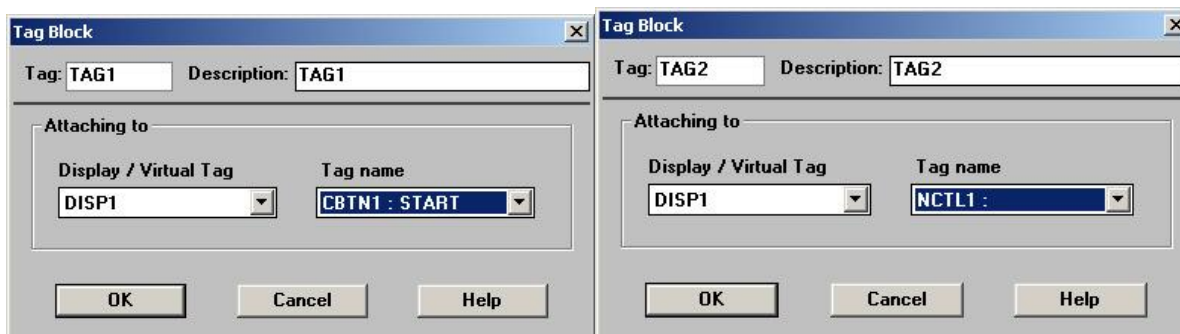 Tag Block
Tag: TAG1 Description: TAG1
Attaching to
Display / Virtual Tag Tag name
DISP1 CBTN1 : START
OK Cancel Help
Tag Block
Tag: TAG2 Description: TAG2
Attaching to
Display / Virtual Tag Tag name
DISP1 NCTL1 :
OK Cancel Help